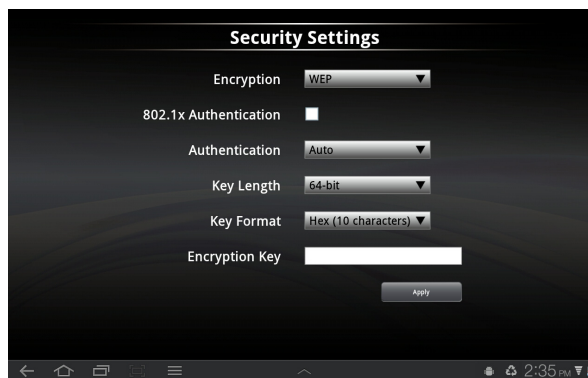 Security Settings
Encryption WEP
802.1x Authentication
Authentication Auto
Key Length 64-bit
Key Format Hex (10 characters)
Encryption Key
Apply
2:35 PM